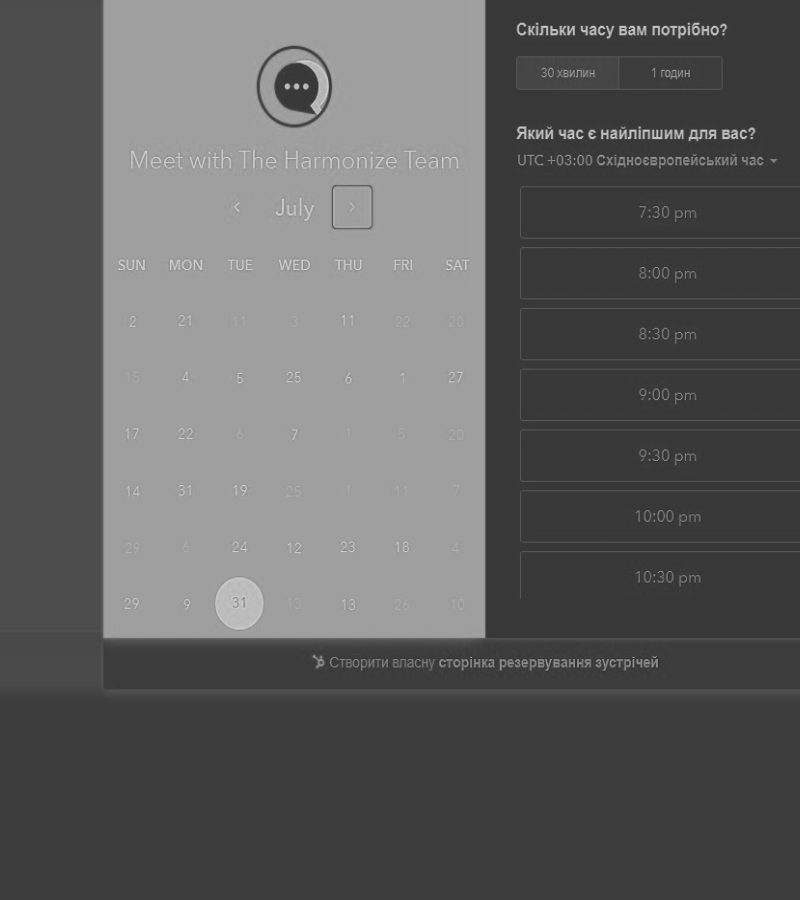 Meet with The Harmonize Team
July
SUN MON TUE WED THU FRI SAT
2 21 11 3 11 22 20
15 4 5 25 6 1 27
17 22 6 7 1 5 20
14 31 19 25 1 11 7
29 6 24 12 23 18 4
29 9 31 13 13 26 10
Скільки часу вам потрібно?
30 хвилин 1 годин
Який час є найліпшим для вас?
UTC +03:00 Східноєвропейський час
7:30 pm
8:00 pm
8:30 pm
9:00 pm
9:30 pm
10:00 pm
10:30 pm
Створити власну сторінка резервування зустрічей